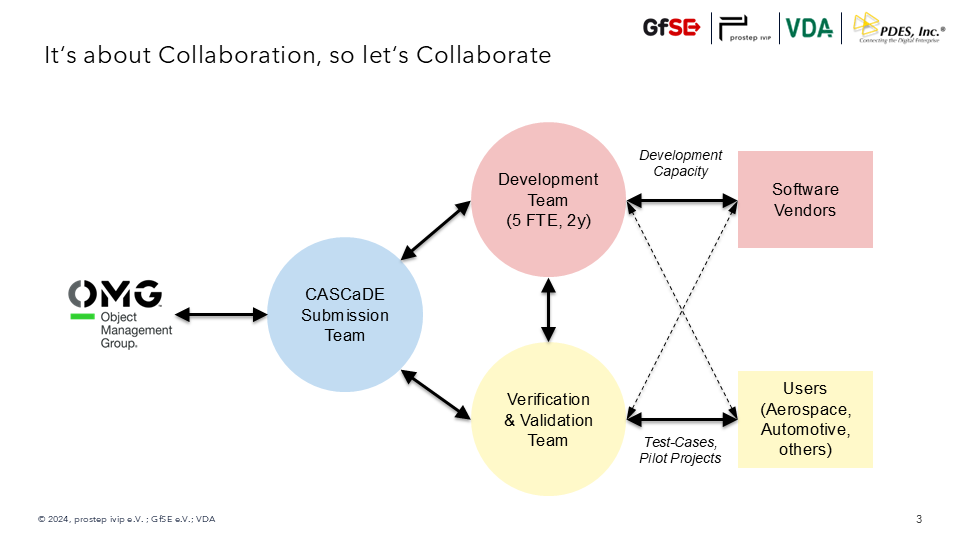 GfSE
prostep ivip
VDA
PDES, Inc.®
Connecting the Digital Enterprise
It‘s about Collaboration, so let‘s Collaborate
Development
Capacity
Development
Team
(5 FTE, 2y)
Software
Vendors
OMG
Object
Management
Group.
CASCaDE
Submission
Team
Verification
& Validation
Team
Users
(Aerospace,
Automotive,
others)
Test-Cases,
Pilot Projects
© 2024, prostep ivip e.V. ; GfSE e.V.; VDA
3